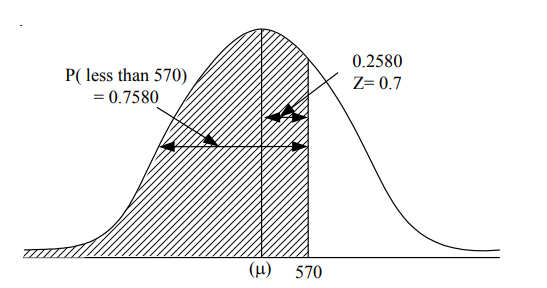 P( less than 570)
= 0.7580
0.2580
Z= 0.7
(μ)
570